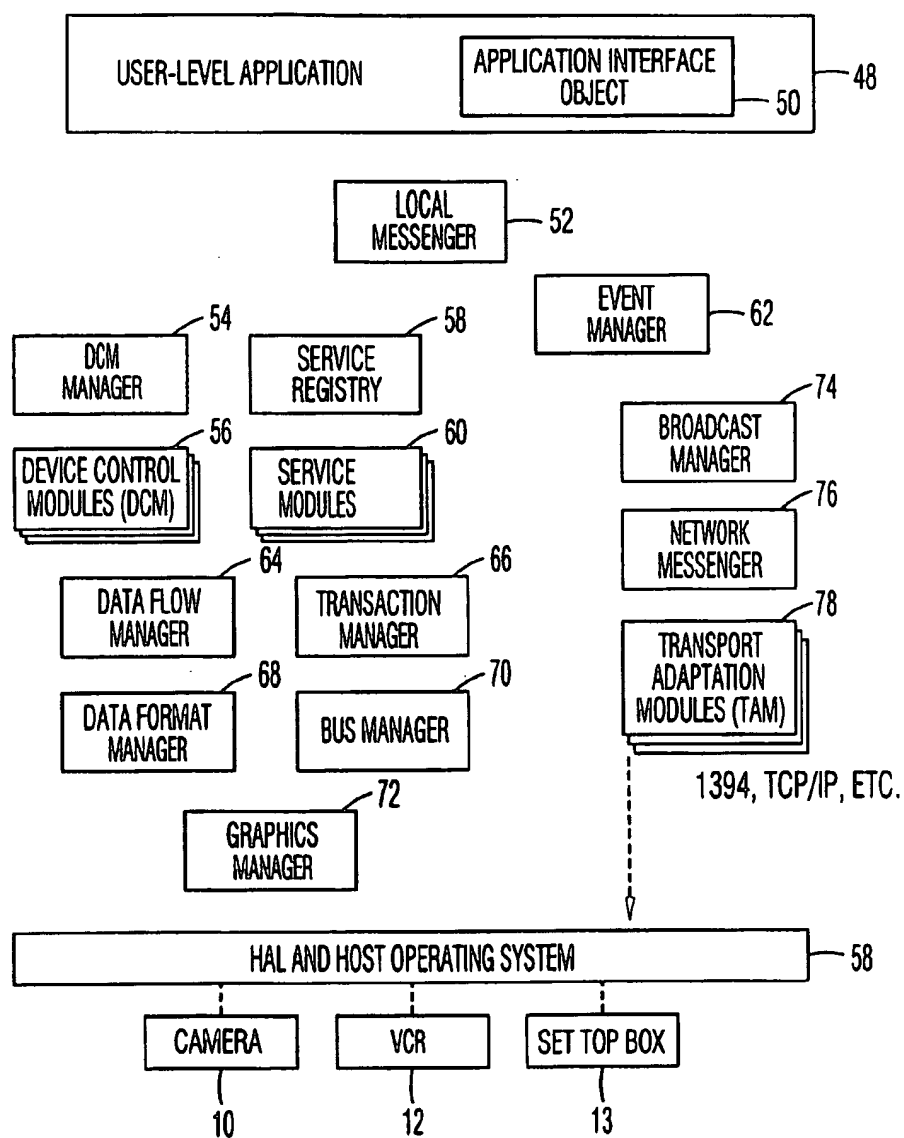 USER-LEVEL APPLICATION
APPLICATION INTERFACE
OBJECT
50
48
LOCAL
MESSENGER
52
EVENT
MANAGER
62
54
DCM
MANAGER
58
SERVICE
REGISTRY
74
BROADCAST
MANAGER
56
DEVICE CONTROL
MODULES (DCM)
60
SERVICE
MODULES
76
NETWORK
MESSENGER
64
DATA FLOW
MANAGER
66
TRANSACTION
MANAGER
78
TRANSPORT
ADAPTATION
MODULES (TAM)
68
DATA FORMAT
MANAGER
70
BUS MANAGER
1394, TCP/IP, ETC.
72
GRAPHICS
MANAGER
HAL AND HOST OPERATING SYSTEM
58
CAMERA
VCR
SET TOP BOX
10
12
13